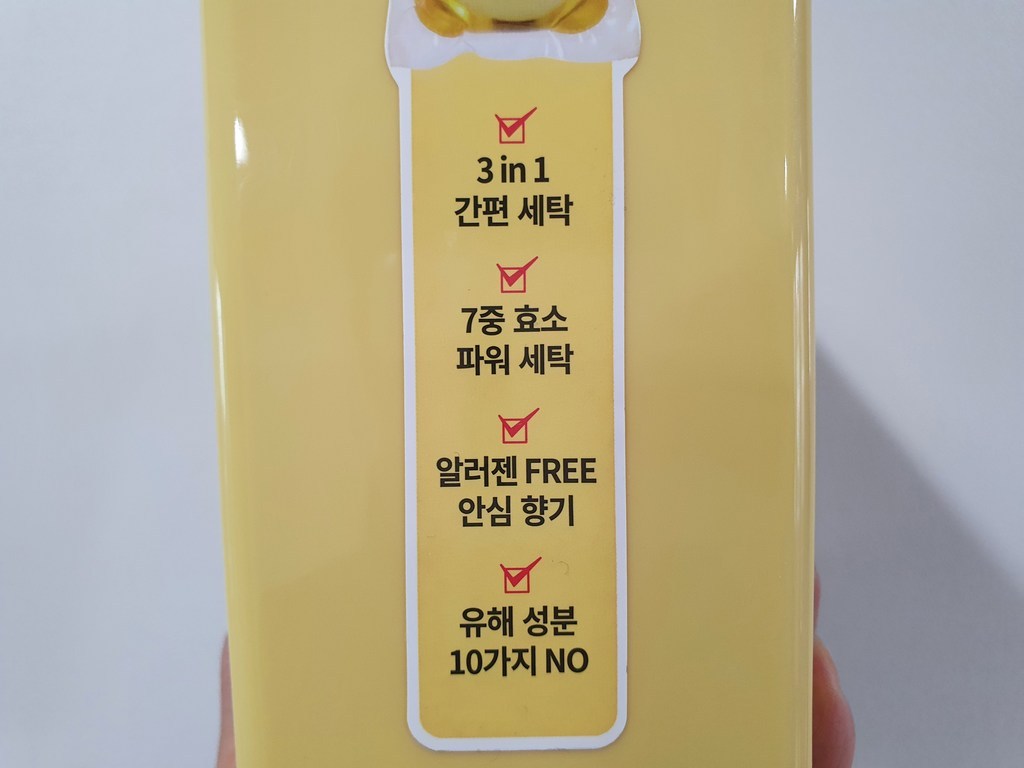 3 in 1
간편 세탁
7중 효소
파워 세탁
알러젠 FREE
안심 향기
유해 성분
10가지 NO